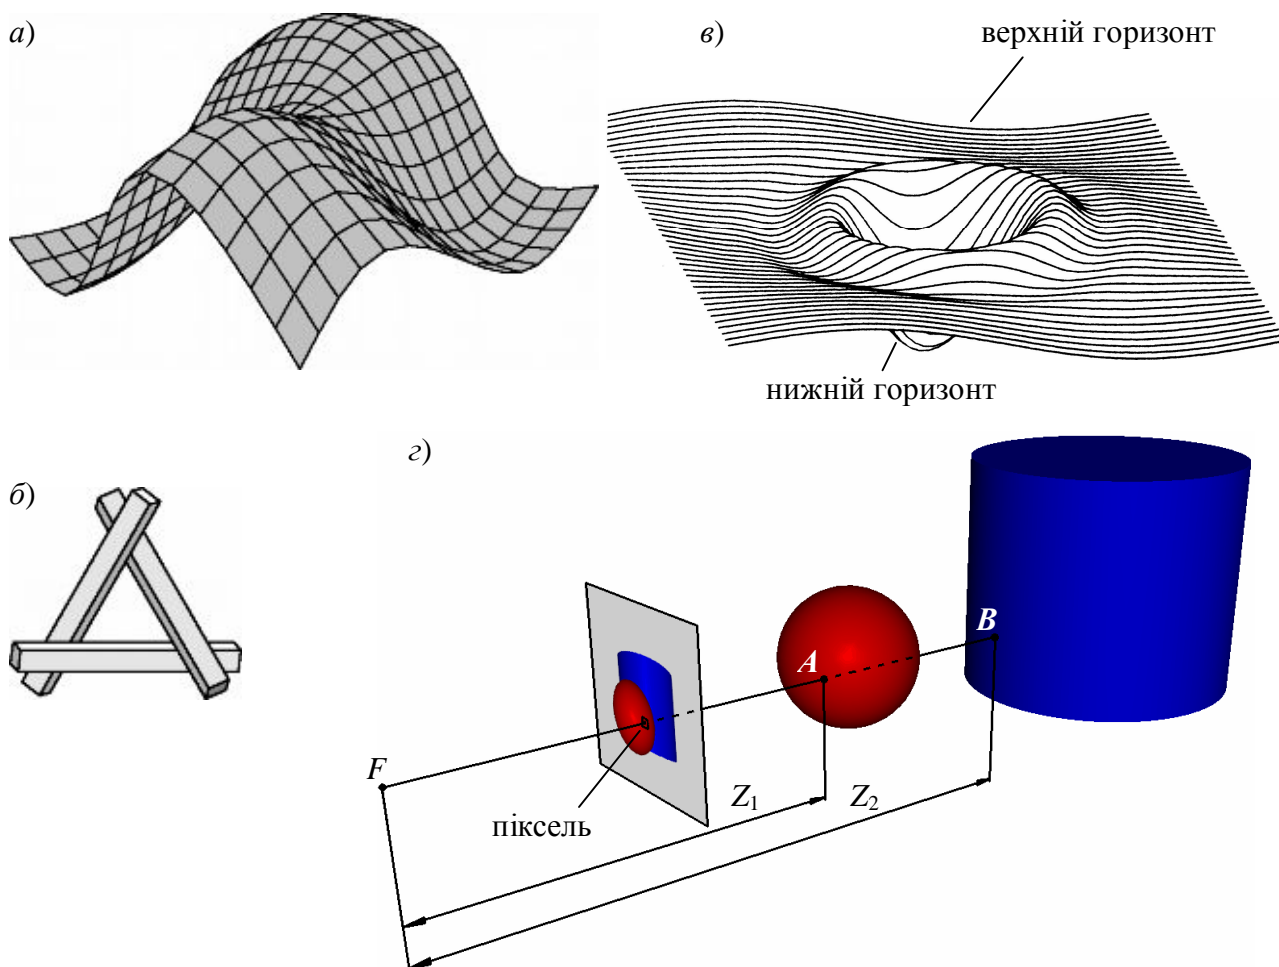 а)
в)
верхній горизонт
нижній горизонт
б)
г)
B
A
F
Z1
Z2
піксель